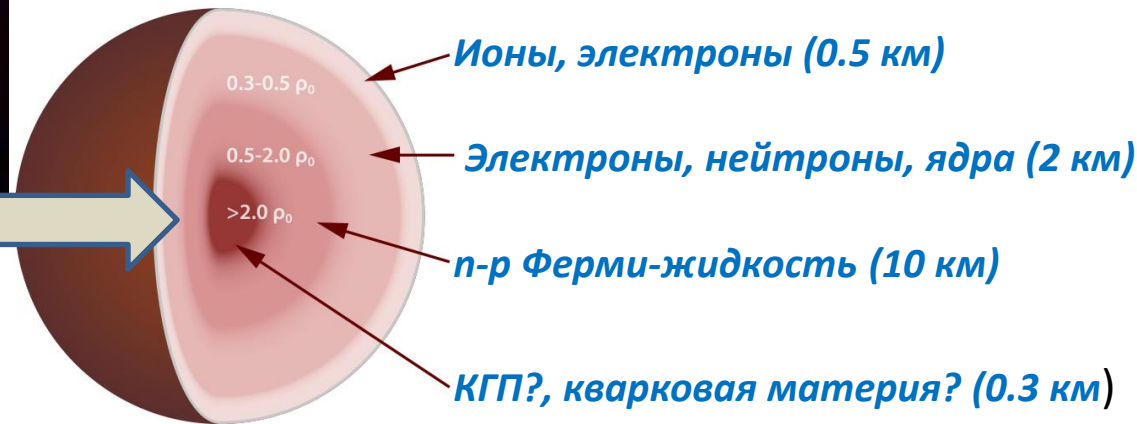 Ионы, электроны (0.5 км)
0.3-0.5 ρ₀
Электроны, нейтроны, ядра (2 км)
0.5-2.0 ρ₀
>2.0 ρ₀
n-p Ферми-жидкость (10 км)
КГП?, кварковая материя? (0.3 км)